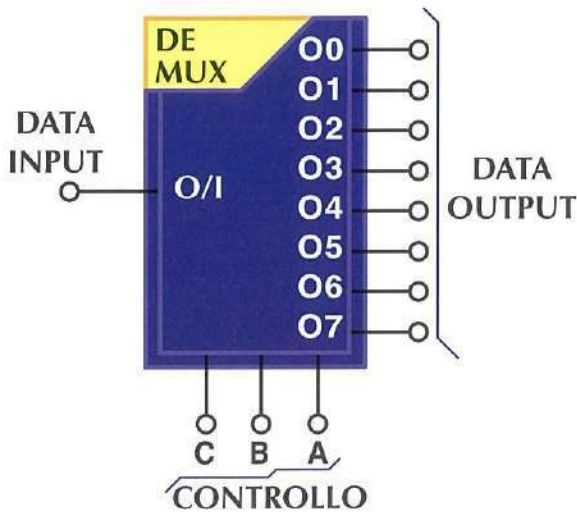 DE
MUX
O0
O1
O2
O3
O4
O5
O6
O7
DATA
INPUT
O/I
DATA
OUTPUT
C B A
CONTROLLO